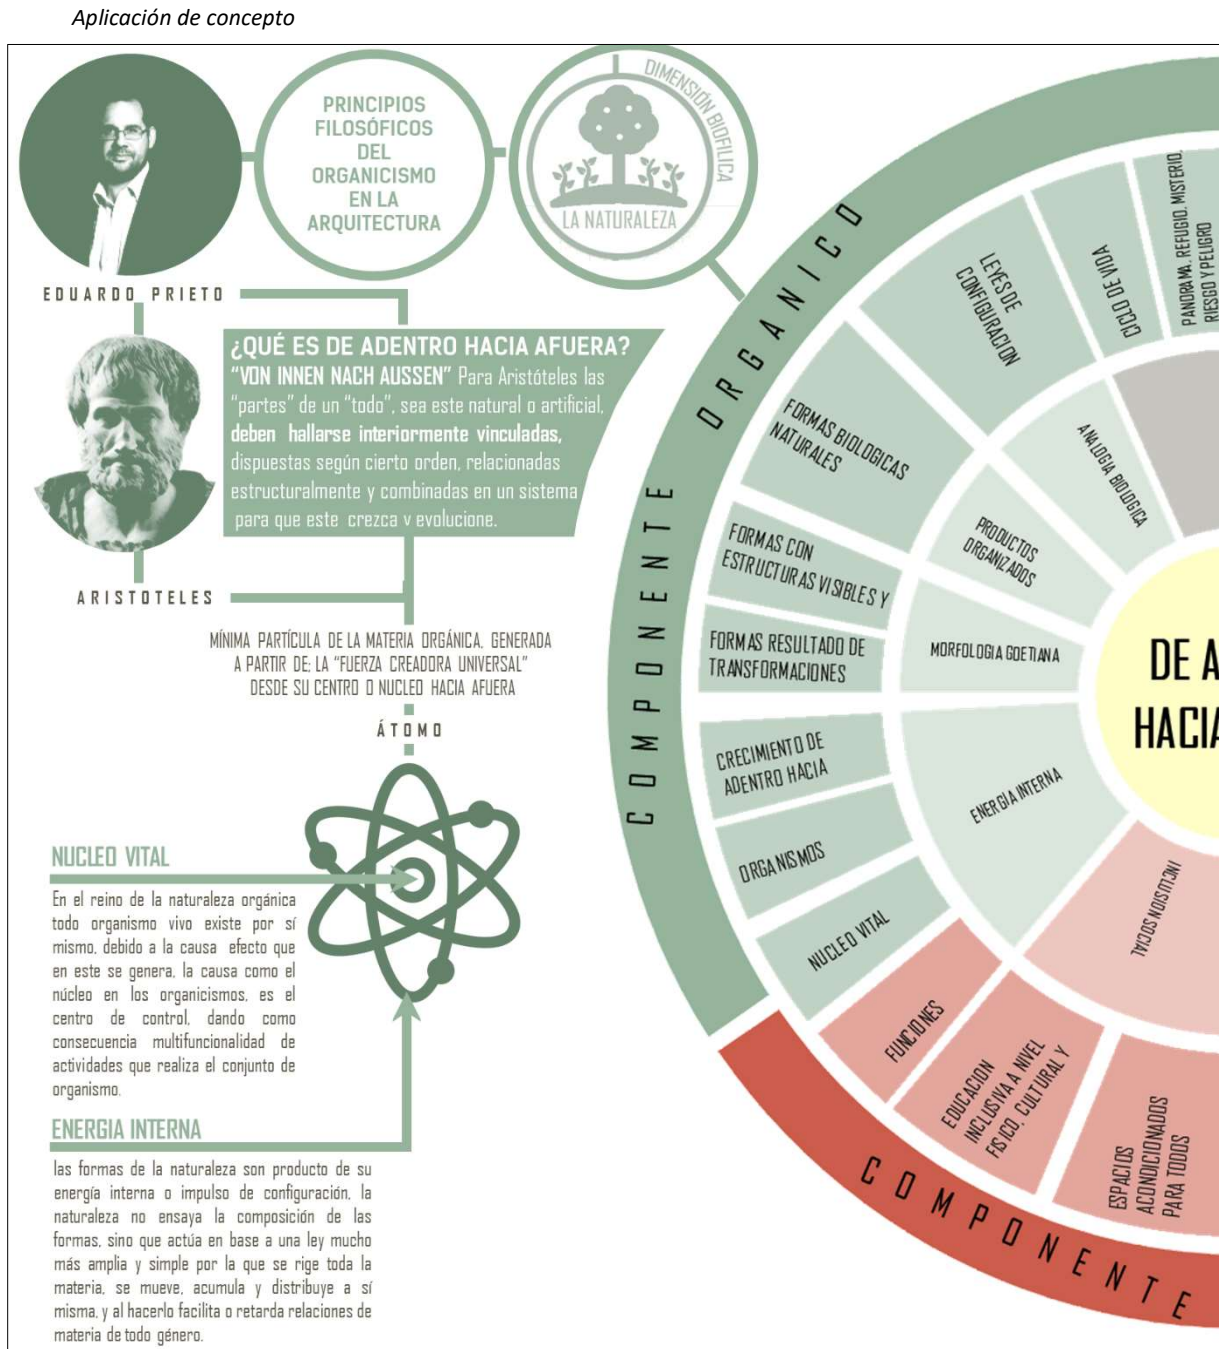 Aplicación de concepto
PRINCIPIOS
FILOSÓFICOS
DEL
ORGANICISMO
EN LA
ARQUITECTURA
DIMENSIÓN BIOFILICA
LA NATURALEZA
EDUARDO PRIETO
¿QUÉ ES DE ADENTRO HACIA AFUERA?
"VON INNEN NACH AUSSEN" Para Aristóteles las
"partes" de un "todo", sea este natural o artificial,
deben hallarse interiormente vinculadas,
dispuestas según cierto orden, relacionadas
estructuralmente y combinadas en un sistema
para que este crezca y evolucione.
ARISTOTELES
MÍNIMA PARTÍCULA DE LA MATERIA ORGÁNICA, GENERADA
A PARTIR DE: LA "FUERZA CREADORA UNIVERSAL"
DESDE SU CENTRO O NUCLEO HACIA AFUERA
ÁTOMO
NUCLEO VITAL
En el reino de la naturaleza orgánica
todo organismo vivo existe por sí
mismo, debido a la causa efecto que
en este se genera, la causa como el
núcleo en los organicismos, es el
centro de control, dando como
consecuencia multifuncionalidad de
actividades que realiza el conjunto de
organismo.
ENERGIA INTERNA
las formas de la naturaleza son producto de su
energía interna o impulso de configuración, la
naturaleza no ensaya la composición de las
formas, sino que actúa en base a una ley mucho
más amplia y simple por la que se rige toda la
materia, se mueve, acumula y distribuye a sí
misma, y al hacerlo facilita o retarda relaciones de
materia de todo género.
COMPONENTE ORGANICO
PANORAMA, REFUGIO, MISTERIO,
RIESGO Y PELIGRO
CICLO DE VIDA
LEYES DE
CONFIGURACION
FORMAS BIOLOGICAS
NATURALES
FORMAS CON
ESTRUCTURAS VISIBLES Y
FORMAS RESULTADO DE
TRANSFORMACIONES
CRECIMIENTO DE
ADENTRO HACIA
ORGANISMOS
NUCLEO VITAL
FUNCIONES
EDUCACION
INCLUSIVA A NIVEL
FISICO, CULTURAL Y
ESPACIOS
ACONDICIONADOS
PARA TODOS
ANALOGIA BIOLOGICA
PRODUCTOS
ORGANIZADOS
MORFOLOGIA GOETIANA
ENERGÌA INTERNA
INCLUSION SOCIAL
DE A
HACIA
COMPONENTE